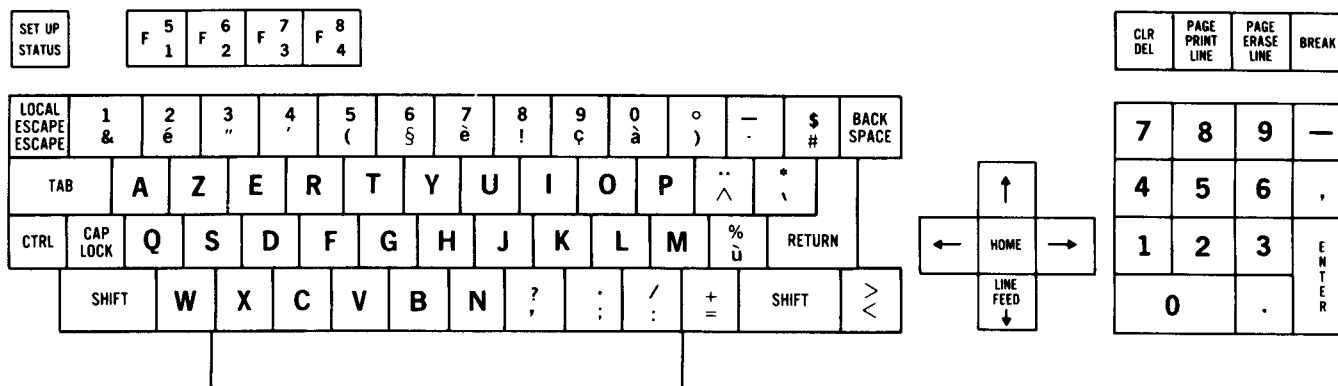 SET UP STATUS F 5 1 F 6 2 F 7 3 F 8 4 CLR DEL PAGE PRINT LINE PAGE ERASE LINE BREAK
LOCAL ESCAPE ESCAPE 1 & 2 é 3 " 4 ' 5 ( 6 § 7 è 8 ! 9 ç 0 à ° ) — - $ # BACK SPACE 7 8 9 —
TAB A Z E R T Y U I O P ¨ ^ * ` ↑ 4 5 6 ,
CTRL CAP LOCK Q S D F G H J K L M % ù RETURN ← HOME → 1 2 3 ENTER
SHIFT W X C V B N ? , . ; / : + = SHIFT > < LINE FEED ↓ 0 .